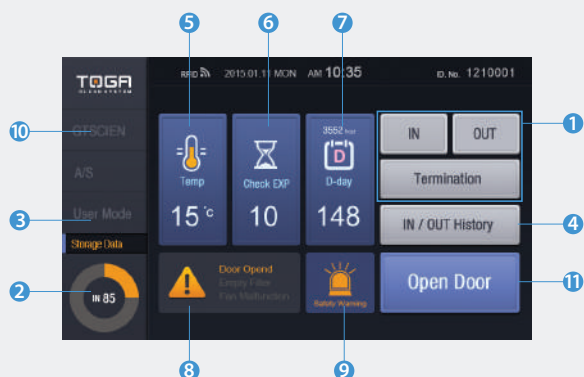 5 6 7
TOGA
CLEAN SYSTEM
RFID 2015.01.11 MON AM 10:35 ID. No. 1210001
1
10
GTSCIEN
A/S
3
User Mode
Storage Data
2
IN 85
Temp
15 °c
Check EXP
10
3552 hour
D
D-day
148
IN OUT
Termination
IN / OUT History
4
Door Opend
Empty Filter
Fan Malfunction
Safety Warning
Open Door
11
8 9